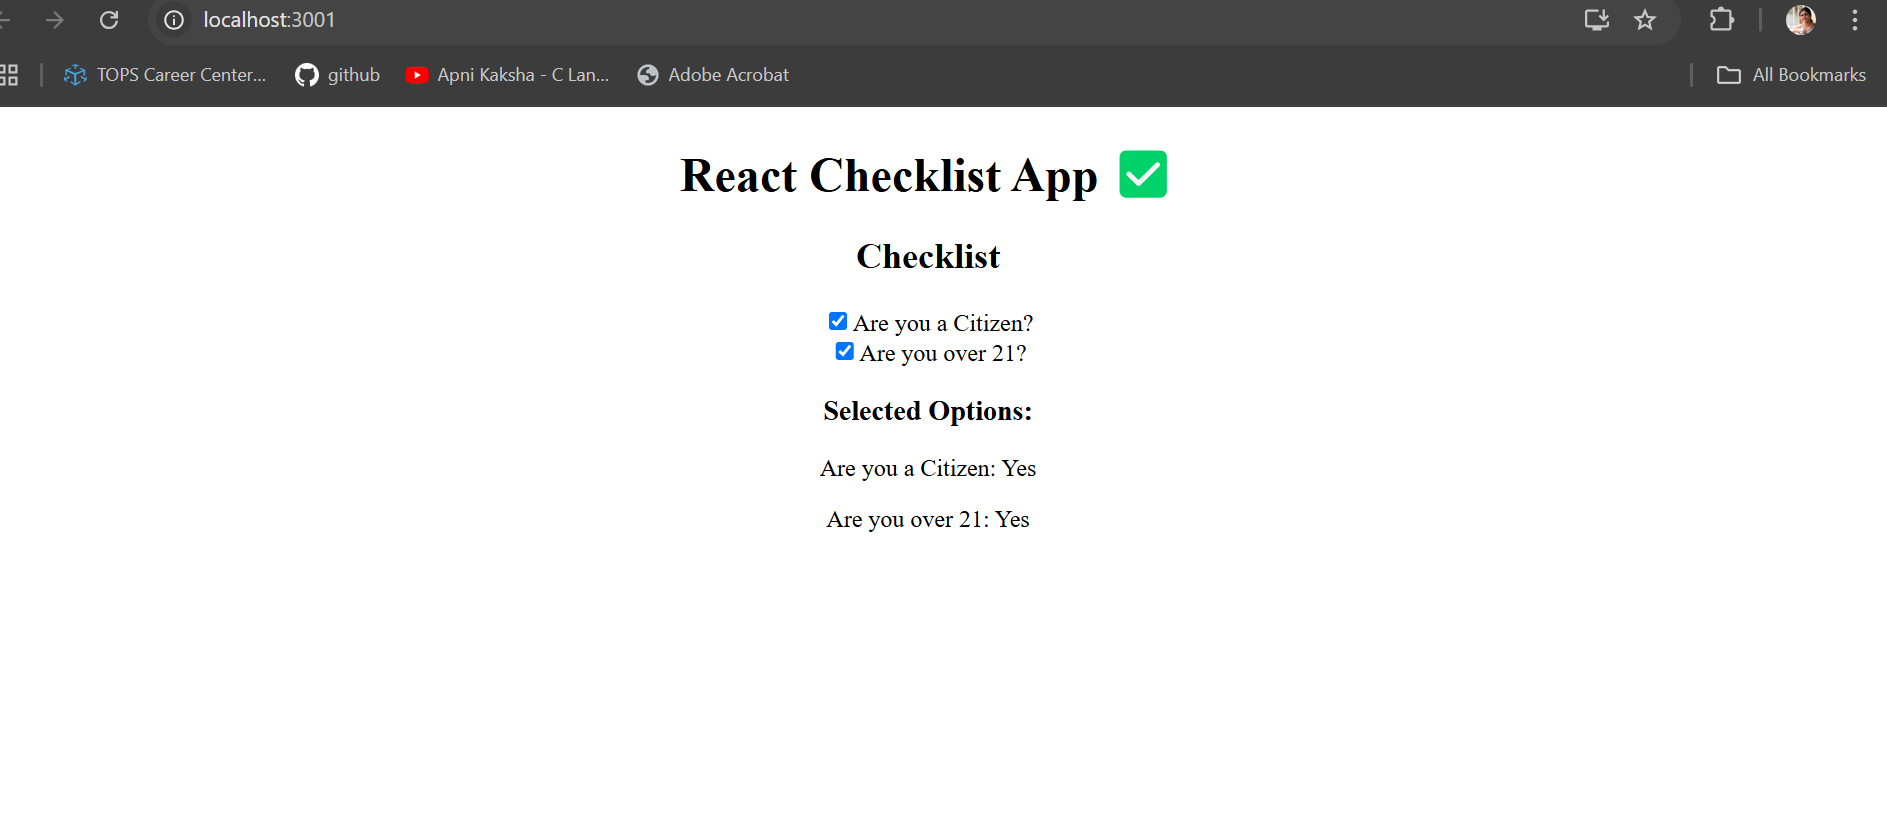 localhost:3001
TOPS Career Center... github Apni Kaksha - C Lan... Adobe Acrobat All Bookmarks
React Checklist App ✅
Checklist
Are you a Citizen?
Are you over 21?
Selected Options:
Are you a Citizen: Yes
Are you over 21: Yes